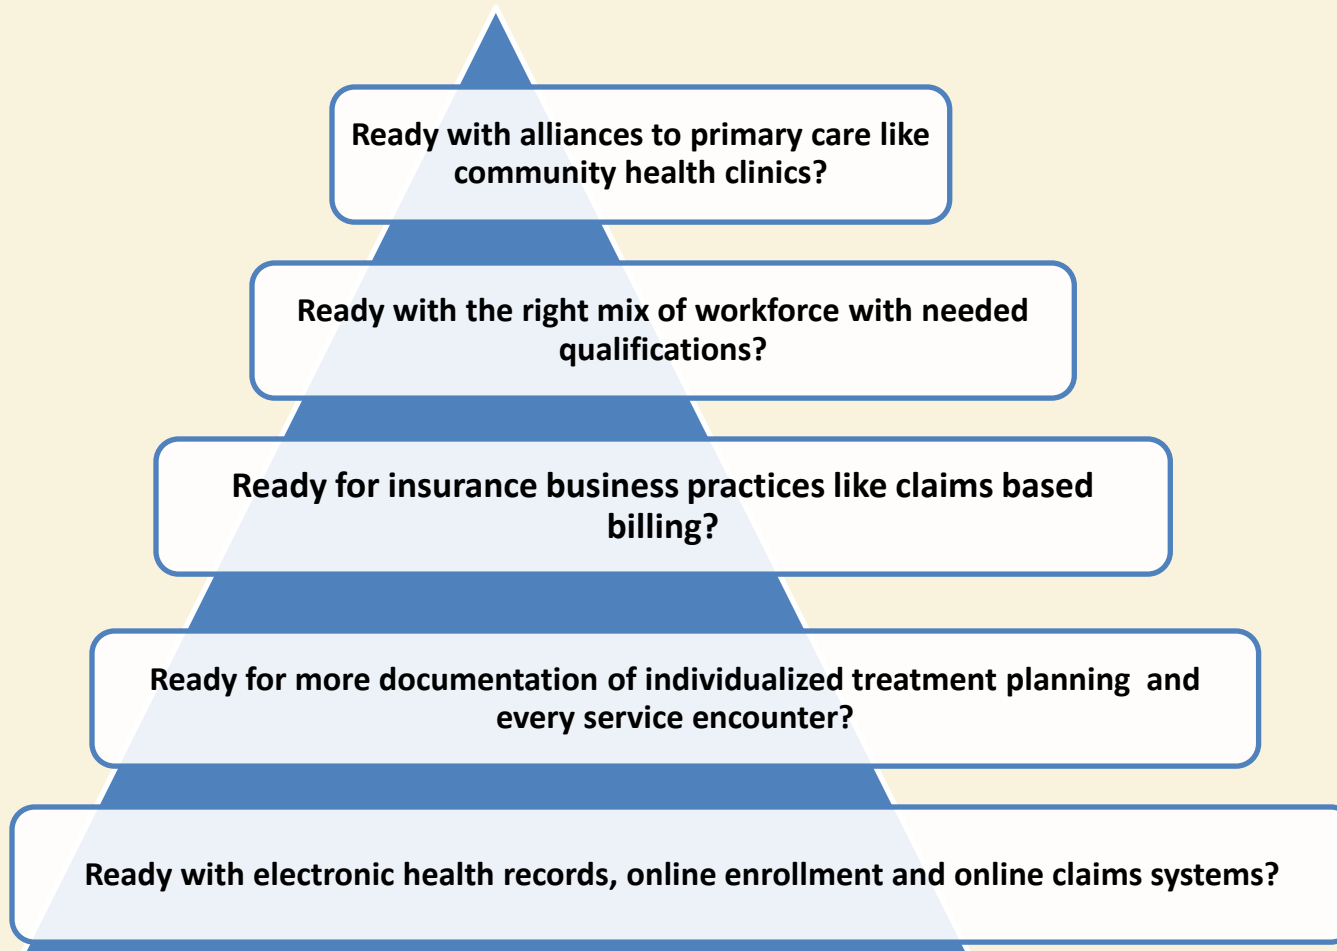 Ready with alliances to primary care like
community health clinics?
Ready with the right mix of workforce with needed
qualifications?
Ready for insurance business practices like claims based
billing?
Ready for more documentation of individualized treatment planning  and
every service encounter?
Ready with electronic health records, online enrollment and online claims systems?